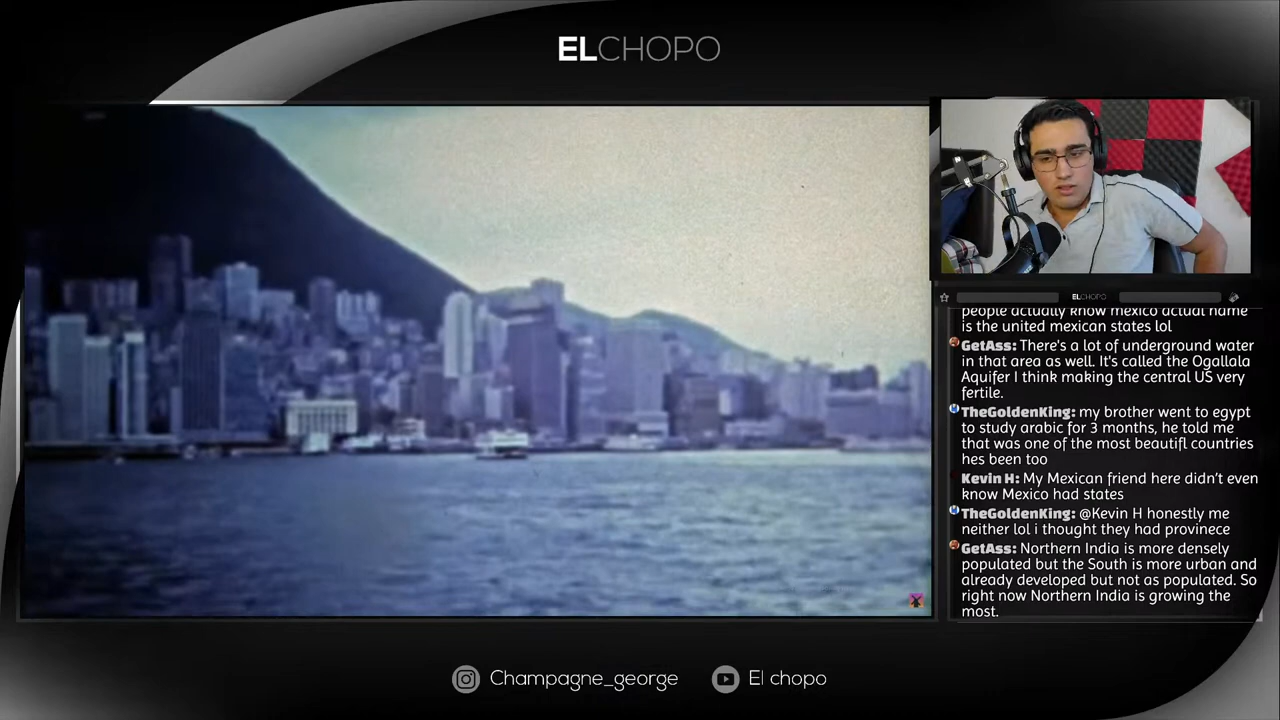 ELCHOPO
ELCHOPO
people actually know mexico actual name
is the united mexican states lol
GetAss: There's a lot of underground water
in that area as well. It's called the Ogallala
Aquifer I think making the central US very
fertile.
TheGoldenKing: my brother went to egypt
to study arabic for 3 months, he told me
that was one of the most beautifl countries
hes been too
Kevin H: My Mexican friend here didn't even
know Mexico had states
TheGoldenKing: @Kevin H honestly me
neither lol i thought they had provinece
GetAss: Northern India is more densely
populated but the South is more urban and
already developed but not as populated. So
right now Northern India is growing the
most.
Champagne_george
El chopo